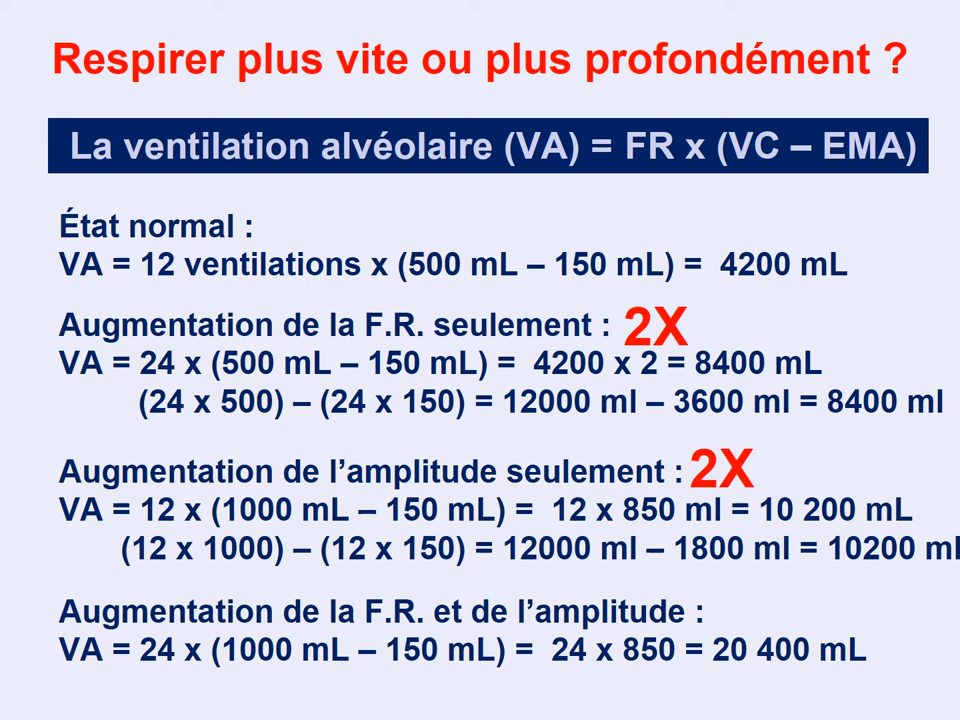 Respirer plus vite ou plus profondément ?
La ventilation alvéolaire (VA) = FR x (VC – EMA)
État normal :
VA = 12 ventilations x (500 mL – 150 mL) = 4200 mL
Augmentation de la F.R. seulement : 2X
VA = 24 x (500 mL – 150 mL) = 4200 x 2 = 8400 mL
(24 x 500) – (24 x 150) = 12000 ml – 3600 ml = 8400 ml
Augmentation de l’amplitude seulement : 2X
VA = 12 x (1000 mL – 150 mL) = 12 x 850 ml = 10 200 mL
(12 x 1000) – (12 x 150) = 12000 ml – 1800 ml = 10200 ml
Augmentation de la F.R. et de l’amplitude :
VA = 24 x (1000 mL – 150 mL) = 24 x 850 = 20 400 mL